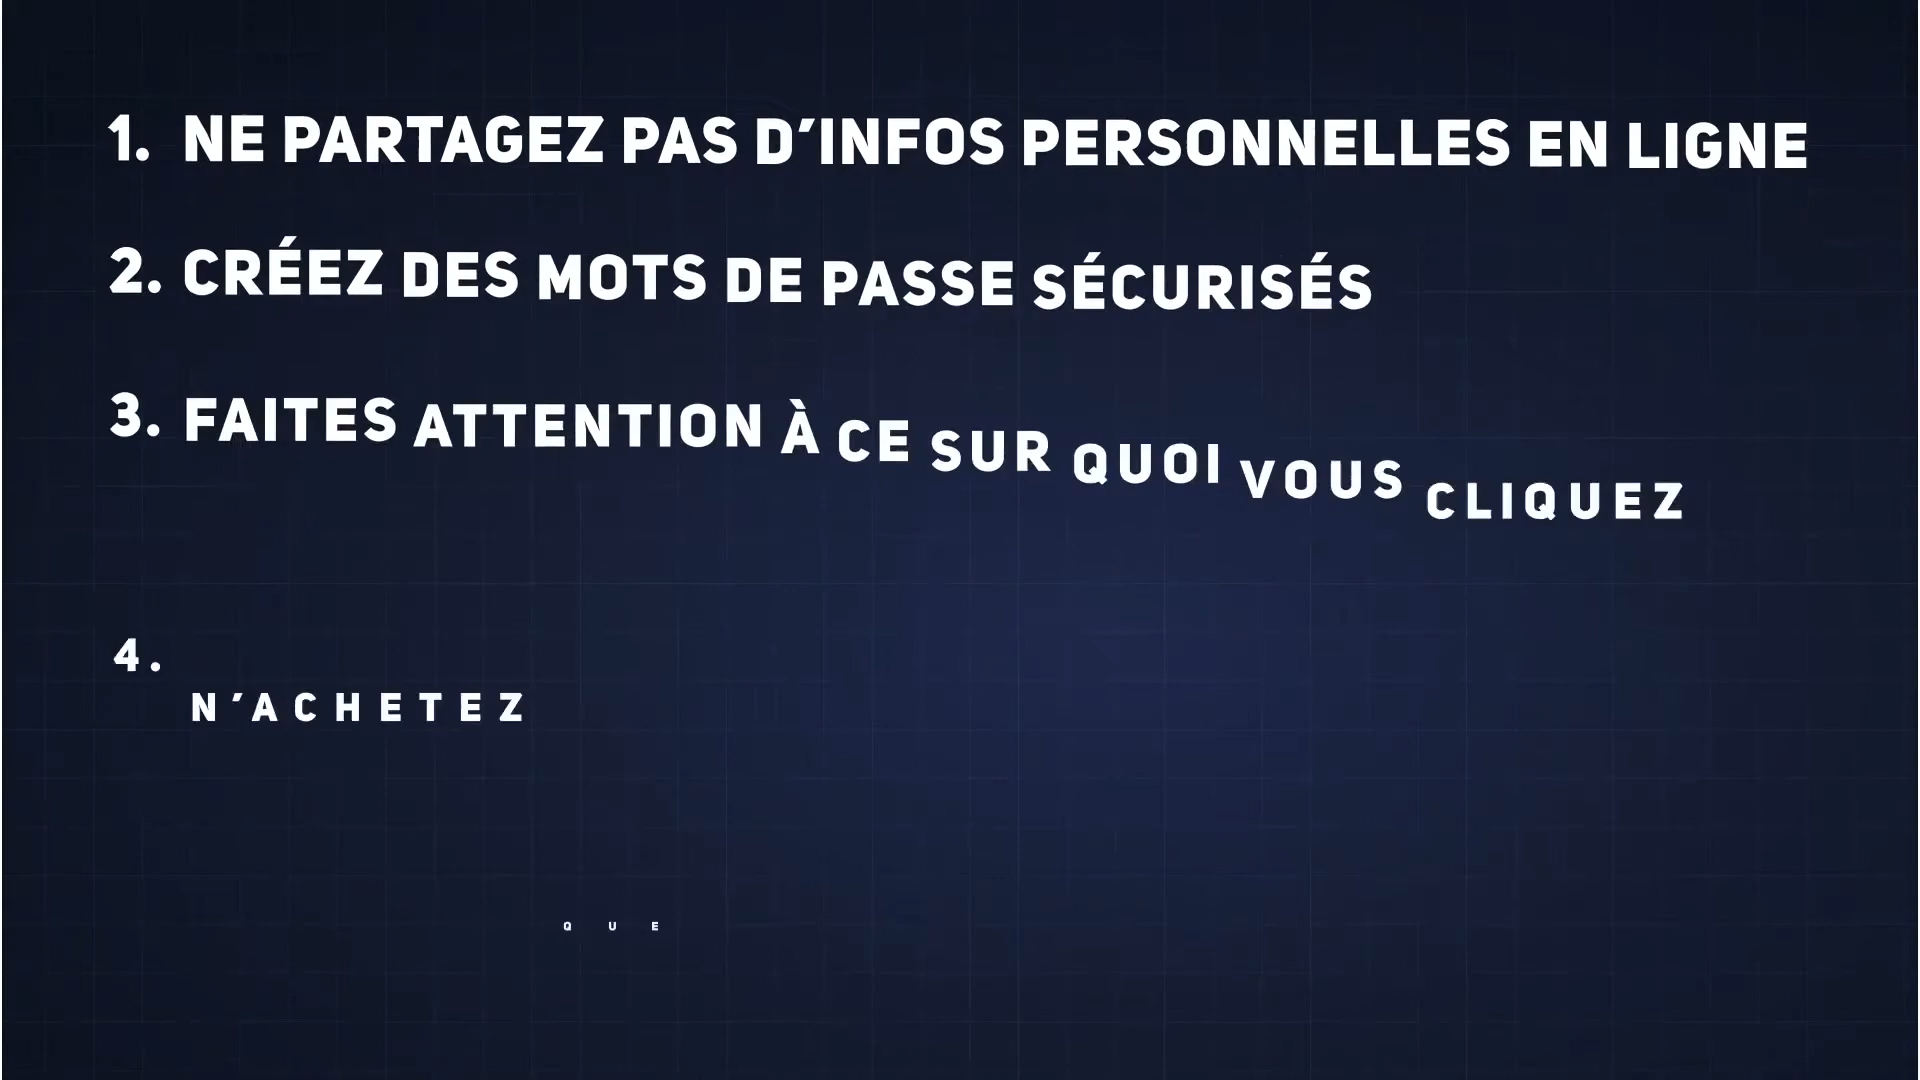 1. NE PARTAGEZ PAS D’INFOS PERSONNELLES EN LIGNE
2. CRÉEZ DES MOTS DE PASSE SÉCURISÉS
3. FAITES ATTENTION À CE SUR QUOI VOUS CLIQUEZ
4. N’ACHETEZ QUE